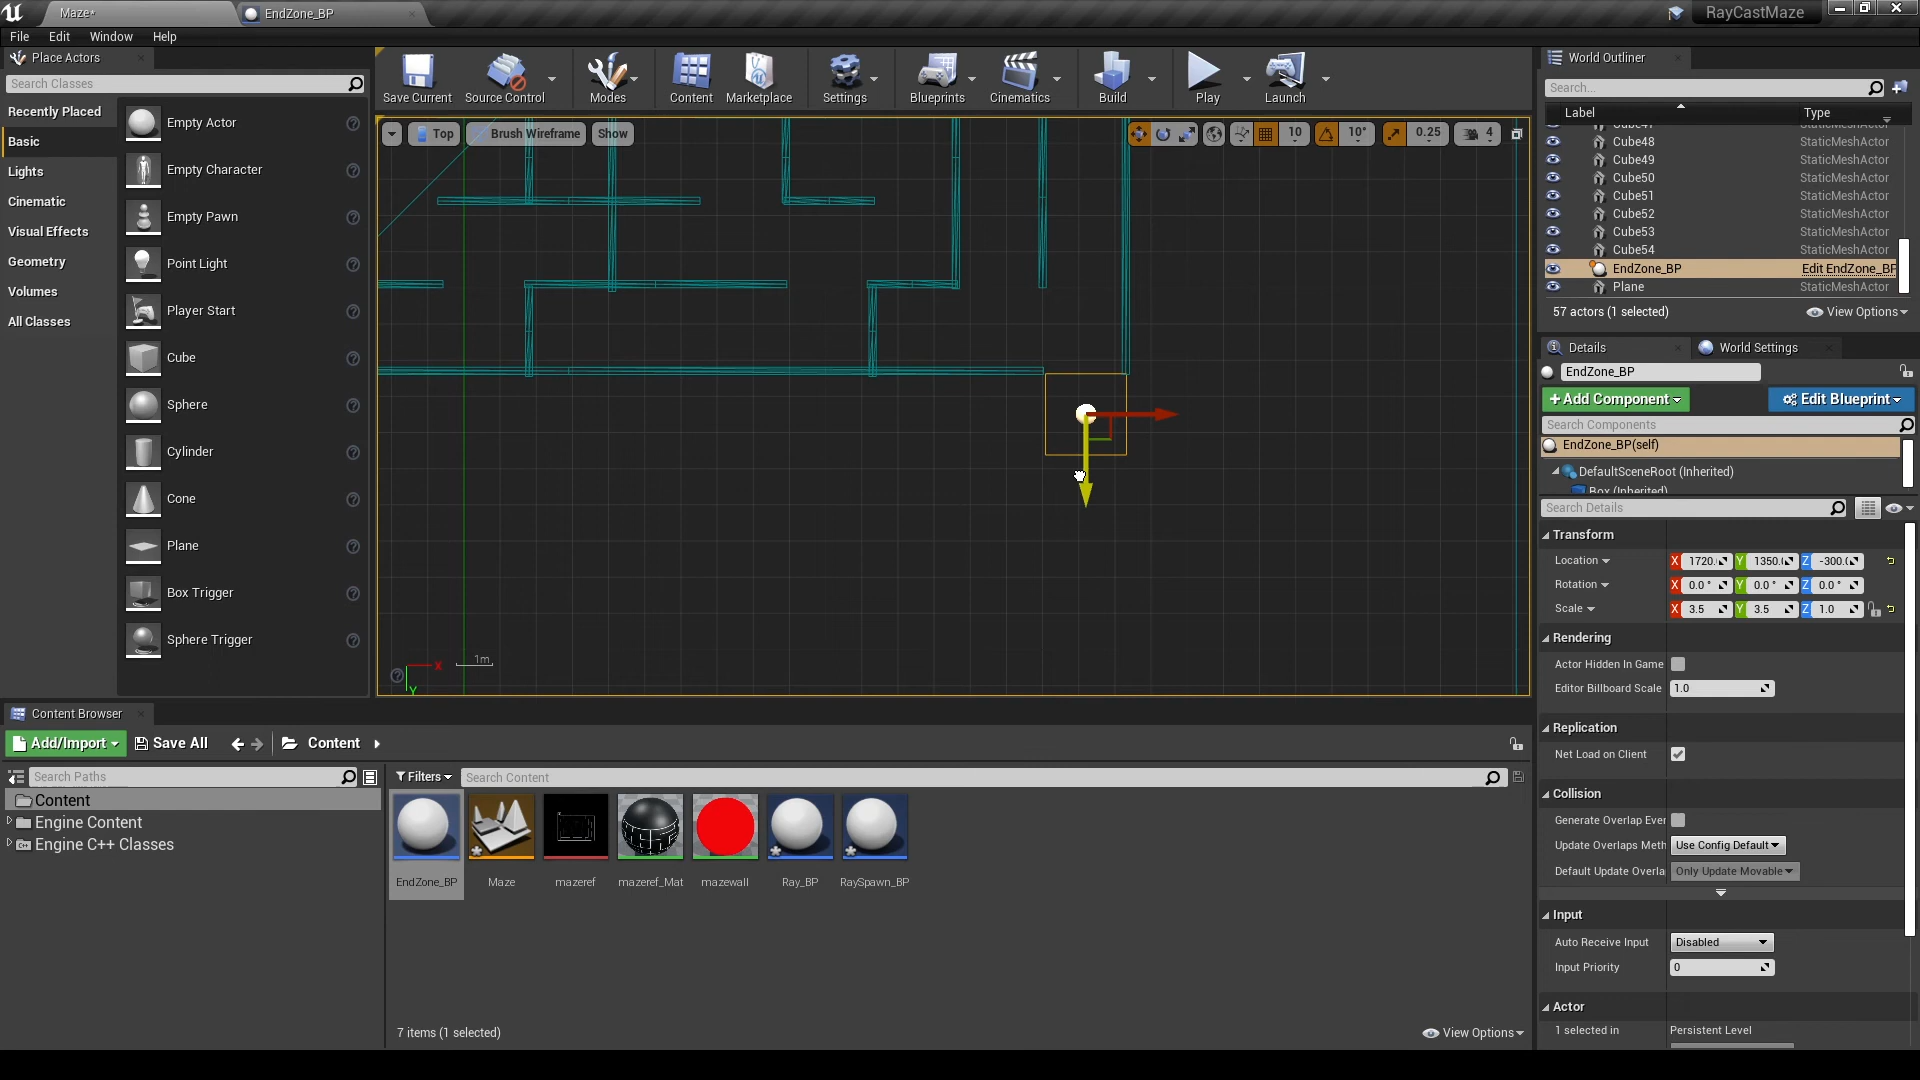 Maze*
EndZone_BP
RayCastMaze
File
Edit
Window
Help
Place Actors
Search Classes
Recently Placed
Basic
Lights
Cinematic
Visual Effects
Geometry
Volumes
All Classes
Empty Actor
Empty Character
Empty Pawn
Point Light
Player Start
Cube
Sphere
Cylinder
Cone
Plane
Box Trigger
Sphere Trigger
Save Current
Source Control
Modes
Content
Marketplace
Settings
Blueprints
Cinematics
Build
Play
Launch
Top
Brush Wireframe
Show
10
10°
0.25
4
1m
X
Y
World Outliner
Search...
Label
Type
Cube48 StaticMeshActor
Cube49 StaticMeshActor
Cube50 StaticMeshActor
Cube51 StaticMeshActor
Cube52 StaticMeshActor
Cube53 StaticMeshActor
Cube54 StaticMeshActor
EndZone_BP Edit EndZone_BP
Plane StaticMeshActor
57 actors (1 selected)
View Options
Details
World Settings
EndZone_BP
+Add Component
Edit Blueprint
Search Components
EndZone_BP(self)
DefaultSceneRoot (Inherited)
Box (Inherited)
Search Details
Transform
Location X 1720. Y 1350.( Z -300.(
Rotation X 0.0 ° Y 0.0 ° Z 0.0 °
Scale X 3.5 Y 3.5 Z 1.0
Rendering
Actor Hidden In Game
Editor Billboard Scale 1.0
Replication
Net Load on Client
Collision
Generate Overlap Ever
Update Overlaps Meth Use Config Default
Default Update Overla Only Update Movable
Input
Auto Receive Input Disabled
Input Priority 0
Actor
1 selected in Persistent Level
Content Browser
Add/Import
Save All
Content
Search Paths
Content
Engine Content
Engine C++ Classes
Filters
Search Content
EndZone_BP
Maze
mazeref
mazeref_Mat
mazewall
Ray_BP
RaySpawn_BP
7 items (1 selected)
View Options